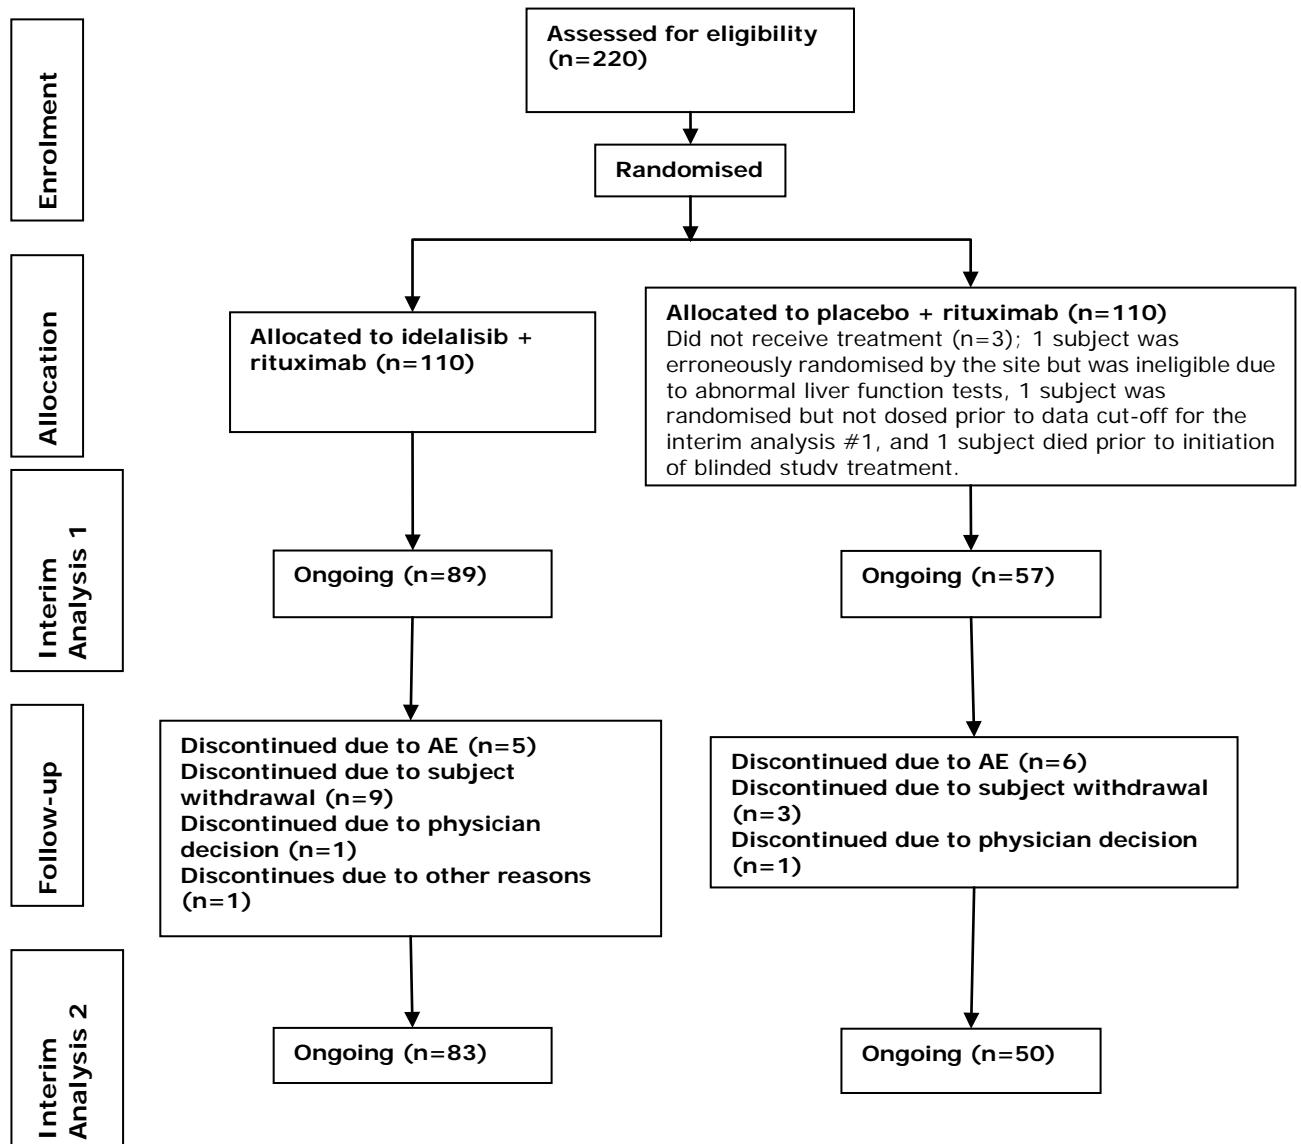 Enrolment
Assessed for eligibility
(n=220)
Randomised
Allocation
Allocated to idelalisib +
rituximab (n=110)
Allocated to placebo + rituximab (n=110)
Did not receive treatment (n=3); 1 subject was
erroneously randomised by the site but was ineligible due
to abnormal liver function tests, 1 subject was
randomised but not dosed prior to data cut-off for the
interim analysis #1, and 1 subject died prior to initiation
of blinded study treatment.
Interim
Analysis 1
Ongoing (n=89)
Ongoing (n=57)
Follow-up
Discontinued due to AE (n=5)
Discontinued due to subject
withdrawal (n=9)
Discontinued due to physician
decision (n=1)
Discontinues due to other reasons
(n=1)
Discontinued due to AE (n=6)
Discontinued due to subject withdrawal
(n=3)
Discontinued due to physician decision
(n=1)
Interim
Analysis 2
Ongoing (n=83)
Ongoing (n=50)